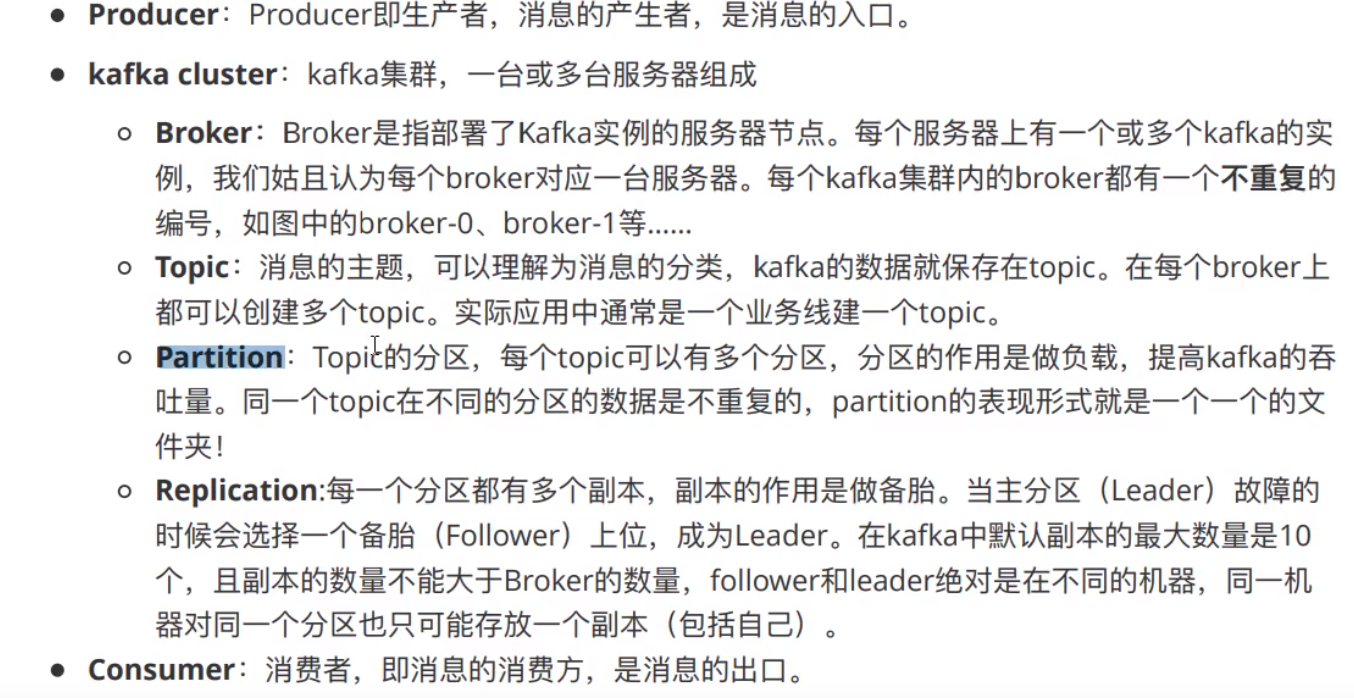 Producer：Producer即生产者，消息的产生者，是消息的入口。
kafka cluster：kafka集群，一台或多台服务器组成
Broker：Broker是指部署了Kafka实例的服务器节点。每个服务器上有一个或多个kafka的实
例，我们姑且认为每个broker对应一台服务器。每个kafka集群内的broker都有一个不重复的
编号，如图中的broker-0、broker-1等……
Topic：消息的主题，可以理解为消息的分类，kafka的数据就保存在topic。在每个broker上
都可以创建多个topic。实际应用中通常是一个业务线建一个topic。
Partition：Topic的分区，每个topic可以有多个分区，分区的作用是做负载，提高kafka的吞
吐量。同一个topic在不同的分区的数据是不重复的，partition的表现形式就是一个一个的文
件夹！
Replication:每一个分区都有多个副本，副本的作用是做备胎。当主分区（Leader）故障的
时候会选择一个备胎（Follower）上位，成为Leader。在kafka中默认副本的最大数量是10
个，且副本的数量不能大于Broker的数量，follower和leader绝对是在不同的机器，同一机
器对同一个分区也只可能存放一个副本（包括自己）。
Consumer：消费者，即消息的消费方，是消息的出口。